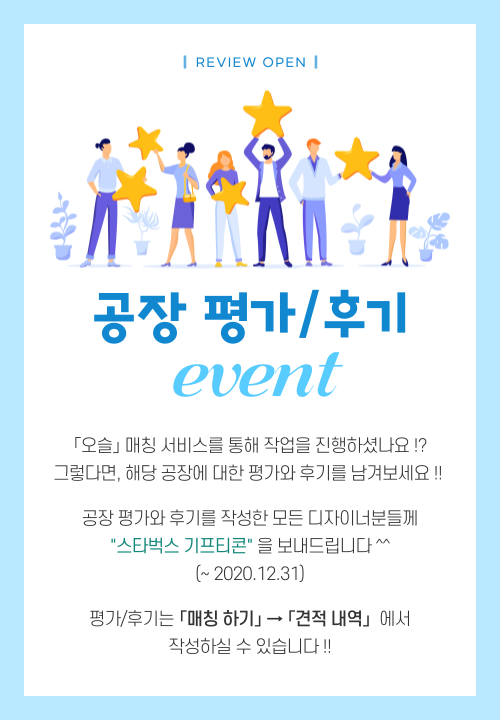 ‖ REVIEW OPEN ‖
공장 평가/후기
event
「오슬」 매칭 서비스를 통해 작업을 진행하셨나요 !?
그렇다면, 해당 공장에 대한 평가와 후기를 남겨보세요 !!
공장 평가와 후기를 작성한 모든 디자이너분들께
"스타벅스 기프티콘" 을 보내드립니다 ^^
(~ 2020.12.31)
평가/후기는 「매칭 하기」 → 「견적 내역」 에서
작성하실 수 있습니다 !!